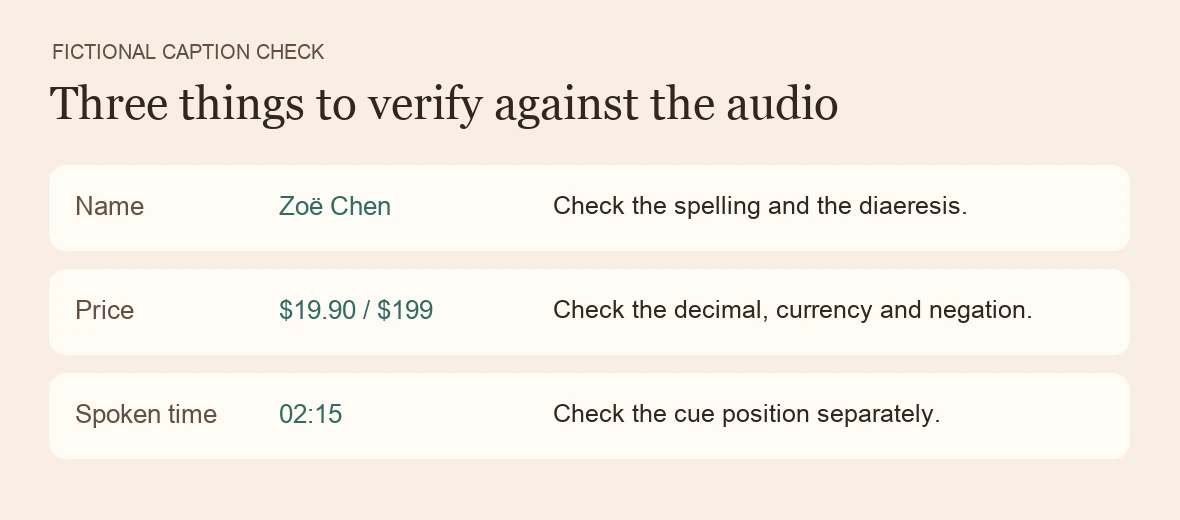 FICTIONAL CAPTION CHECK
Three things to verify against the audio
Name Zoë Chen Check the spelling and the diaeresis.
Price $19.90 / $199 Check the decimal, currency and negation.
Spoken time 02:15 Check the cue position separately.